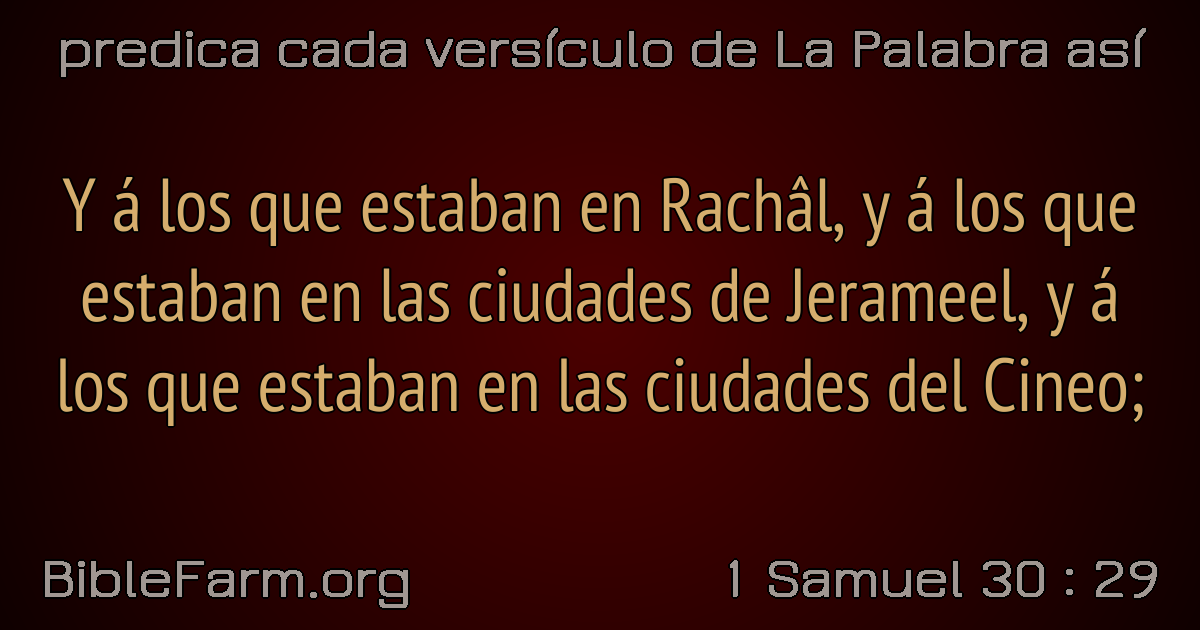 predica cada versículo de La Palabra así
Y á los que estaban en Rachâl, y á los que
estaban en las ciudades de Jerameel, y á
los que estaban en las ciudades del Cineo;
BibleFarm.org
1 Samuel 30 : 29